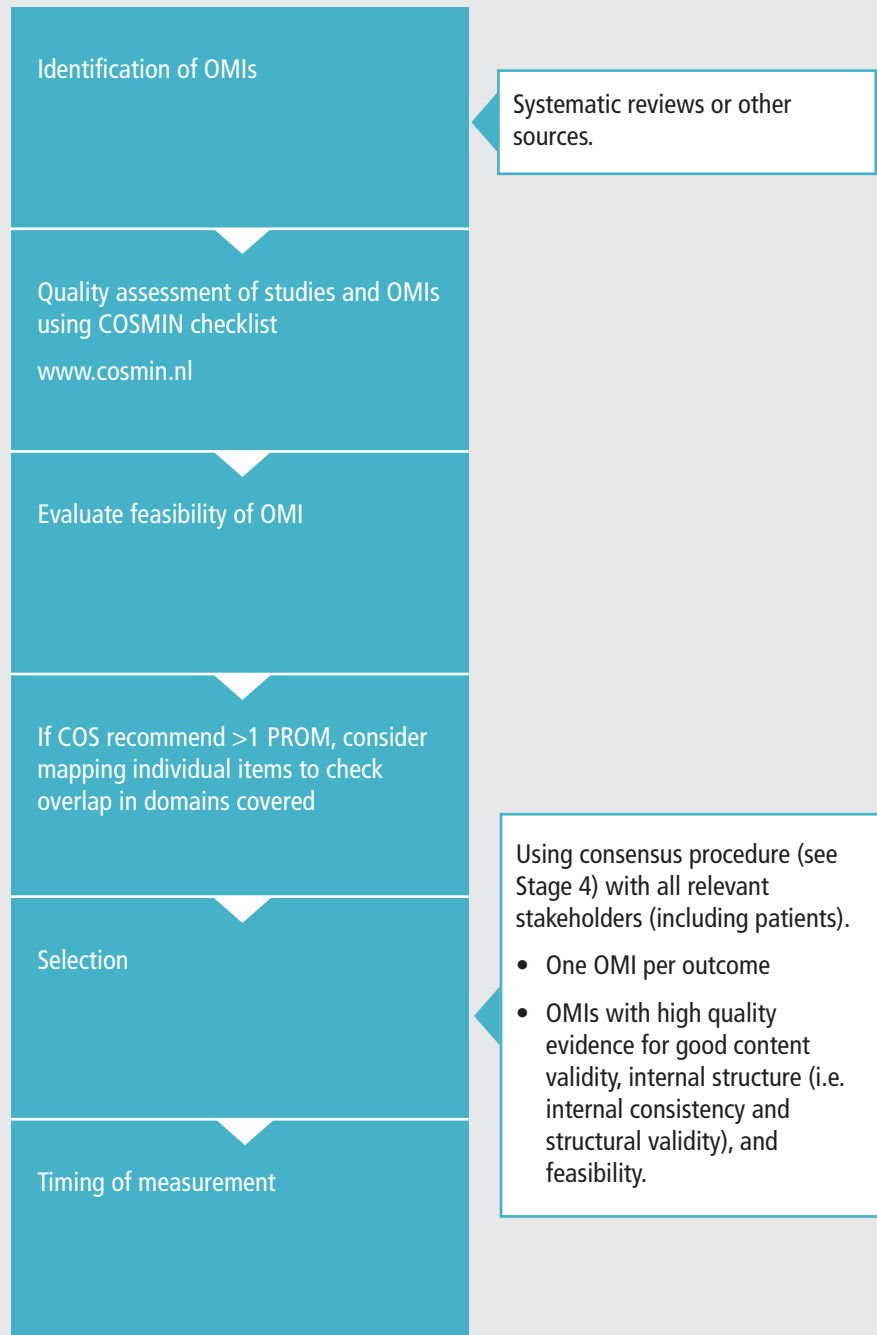 Identification of OMIs
Systematic reviews or other
sources.
Quality assessment of studies and OMIs
using COSMIN checklist
www.cosmin.nl
Evaluate feasibility of OMI
If COS recommend >1 PROM, consider
mapping individual items to check
overlap in domains covered
Selection
Using consensus procedure (see
Stage 4) with all relevant
stakeholders (including patients).
• One OMI per outcome
• OMIs with high quality
evidence for good content
validity, internal structure (i.e.
internal consistency and
structural validity), and
feasibility.
Timing of measurement